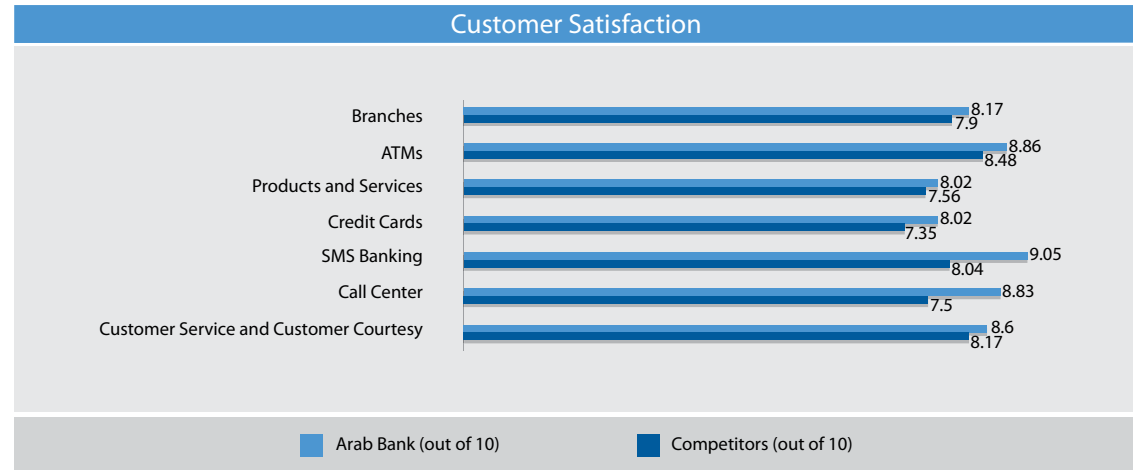 Customer Satisfaction
Branches
8.17
7.9
ATMs
8.86
8.48
Products and Services
8.02
7.56
Credit Cards
8.02
7.35
SMS Banking
9.05
8.04
Call Center
8.83
7.5
Customer Service and Customer Courtesy
8.6
8.17
Arab Bank (out of 10)
Competitors (out of 10)